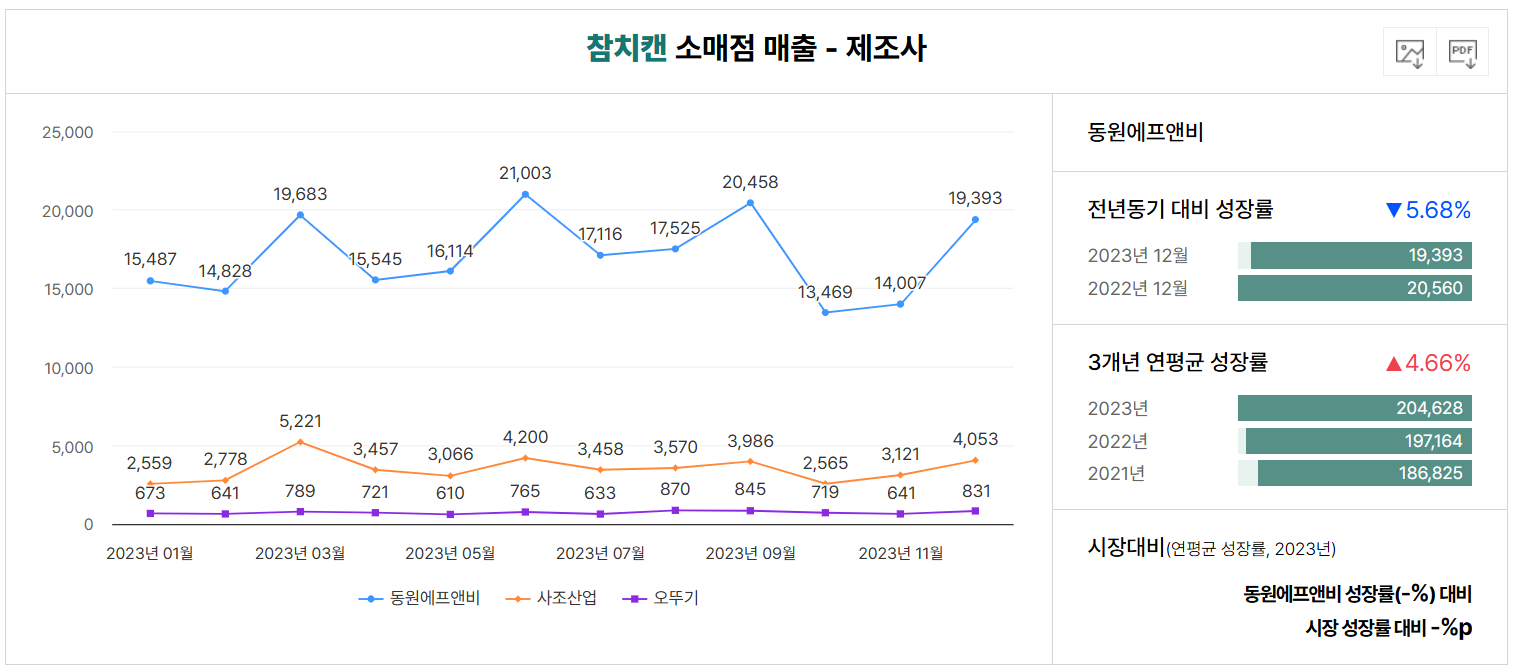 참치캔 소매점 매출 - 제조사
PDF
25,000
20,000
15,000
10,000
5,000
0
15,487
14,828
19,683
15,545
16,114
21,003
17,116
17,525
20,458
13,469
14,007
19,393
2,559
2,778
5,221
3,457
3,066
4,200
3,458
3,570
3,986
2,565
3,121
4,053
673
641
789
721
610
765
633
870
845
719
641
831
2023년 01월
2023년 03월
2023년 05월
2023년 07월
2023년 09월
2023년 11월
동원에프앤비
사조산업
오뚜기
동원에프앤비
전년동기 대비 성장률 ▼5.68%
2023년 12월 19,393
2022년 12월 20,560
3개년 연평균 성장률 ▲4.66%
2023년 204,628
2022년 197,164
2021년 186,825
시장대비(연평균 성장률, 2023년)
동원에프앤비 성장률(-%) 대비
시장 성장률 대비 -%p